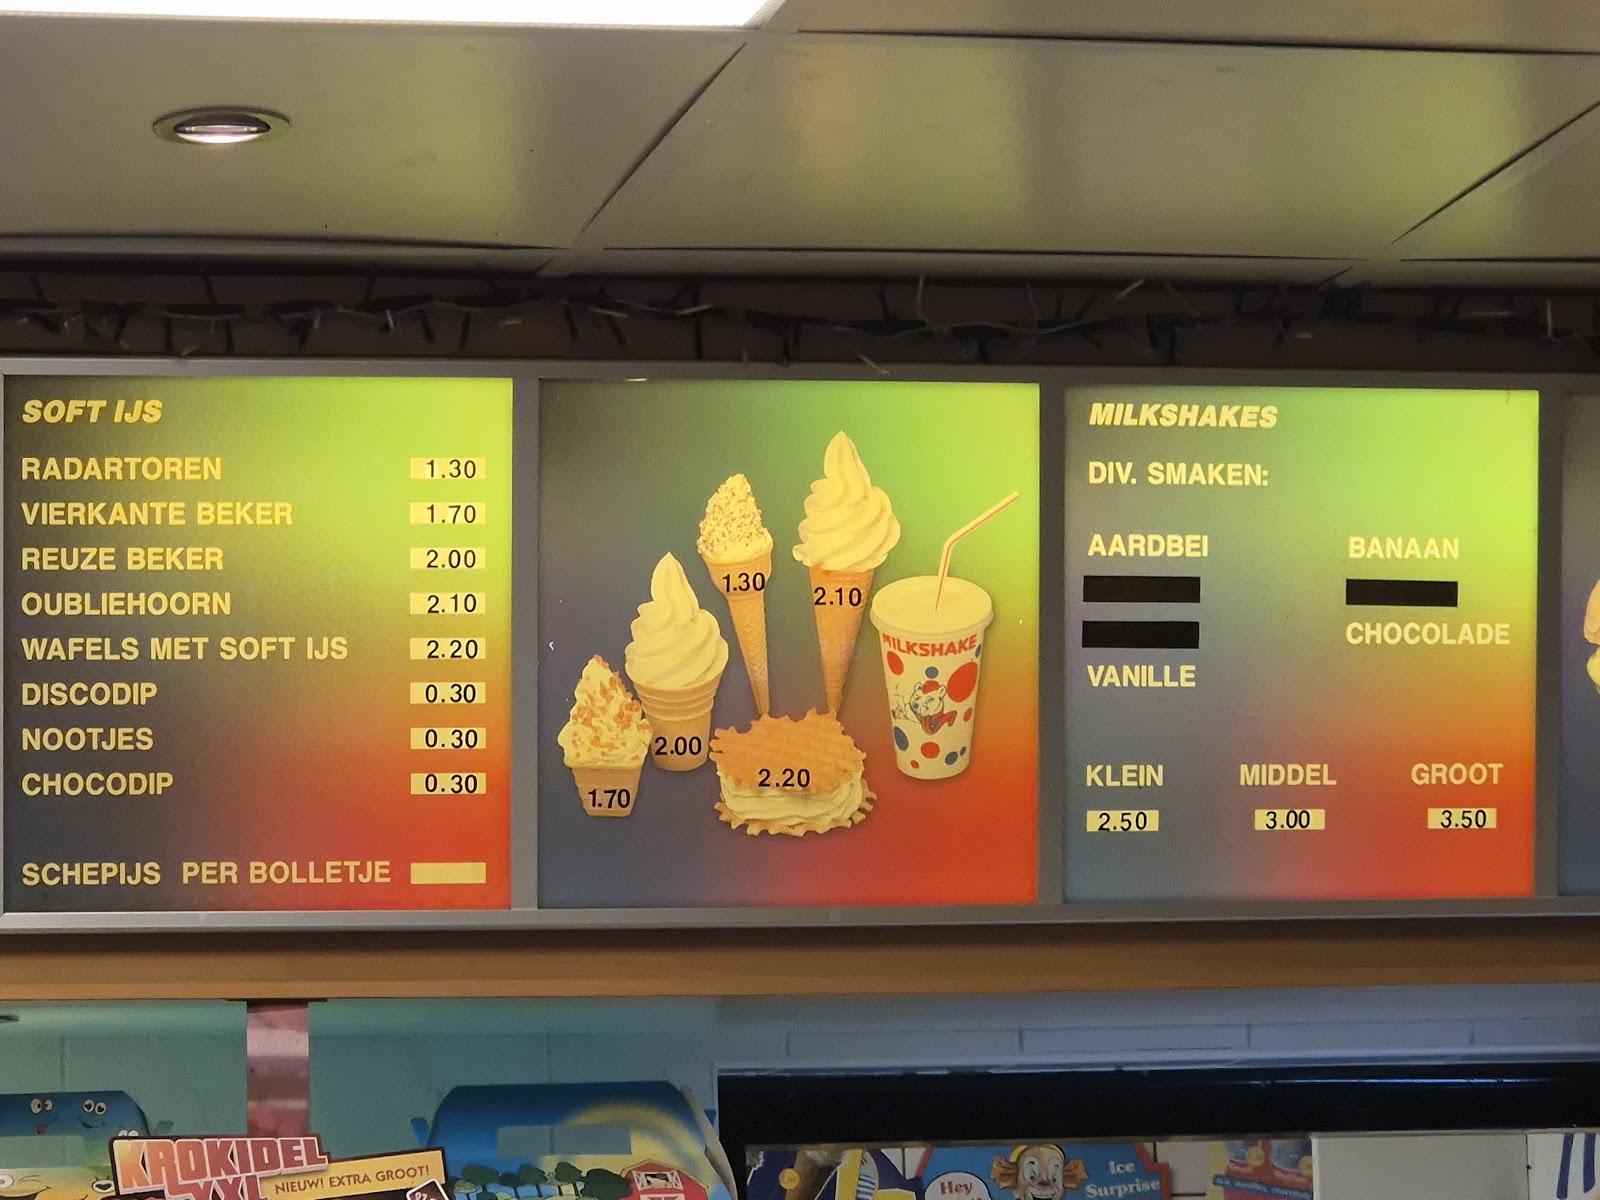 SOFT IJS
RADARTOREN 1.30
VIERKANTE BEKER 1.70
REUZE BEKER 2.00
OUBLIEHOORN 2.10
WAFELS MET SOFT IJS 2.20
DISCODIP 0.30
NOOTJES 0.30
CHOCODIP 0.30
SCHEPIJS PER BOLLETJE
1.30
2.10
MILKSHAKE
2.00
2.20
1.70
MILKSHAKES
DIV. SMAKEN:
AARDBEI BANAAN
CHOCOLADE
VANILLE
KLEIN MIDDEL GROOT
2.50 3.00 3.50
KROKIDEL
XXL
NIEUW! EXTRA GROOT!
Hey
Ice
Surprise